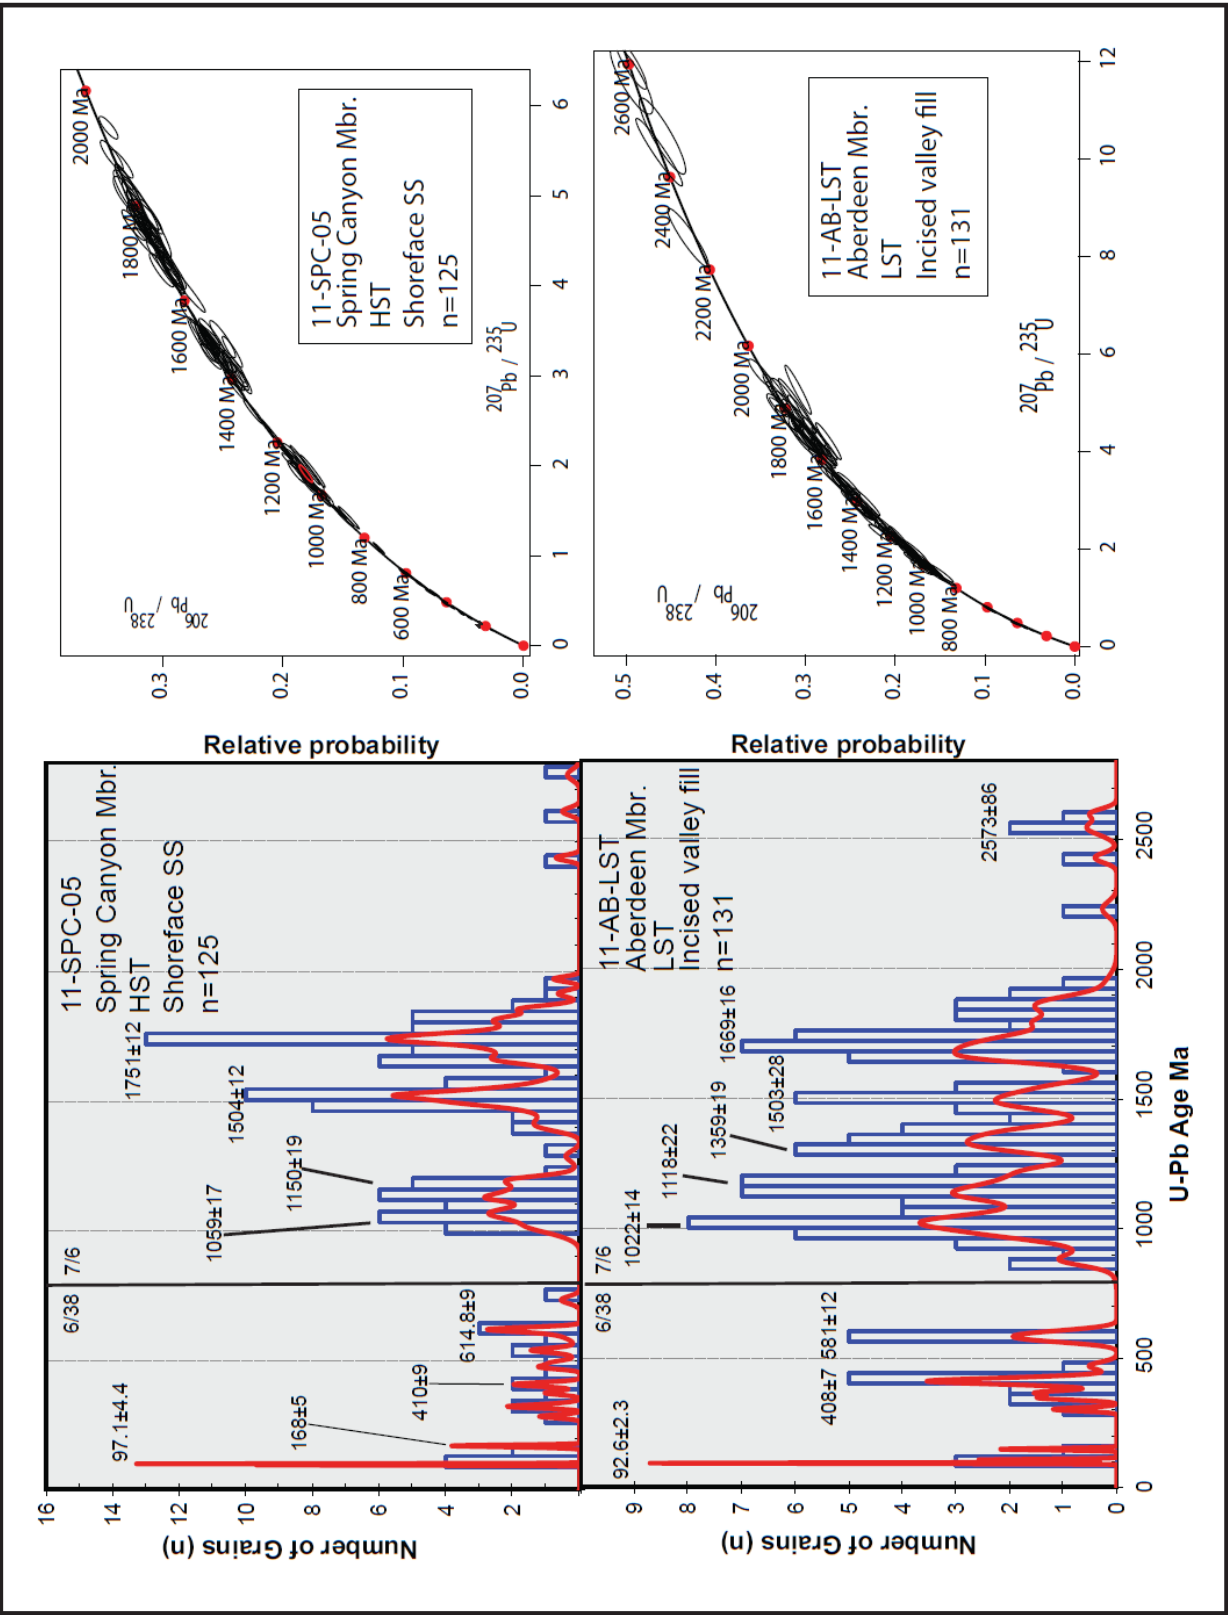 16
14
12
10
8
6
4
2
Number of Grains (n)
6/38
7/6
97.1±4.4
168±5
410±9
614.8±9
1059±17
1150±19
1504±12
1751±12
11-SPC-05
Spring Canyon Mbr.
HST
Shoreface SS
n=125
Relative probability
9
8
7
6
5
4
3
2
1
0
Number of Grains (n)
6/38
7/6
92.6±2.3
408±7
581±12
1022±14
1118±22
1359±19
1503±28
1669±16
2573±86
11-AB-LST
Aberdeen Mbr.
LST
Incised valley fill
n=131
Relative probability
0
500
1000
1500
2000
2500
U-Pb Age Ma
0.3
0.2
0.1
0.0
206Pb / 238U
600 Ma
800 Ma
1000 Ma
1200 Ma
1400 Ma
1600 Ma
1800 M
2000 Ma
11-SPC-05
Spring Canyon Mbr.
HST
Shoreface SS
n=125
207Pb / 235U
0
1
2
3
4
5
6
0.5
0.4
0.3
0.2
0.1
0.0
206Pb / 238U
800 Ma
1000 M
1200 M
1400 Ma
1600 Ma
1800 M
2000 Ma
2200 Ma
2400 Ma
2600 Ma
11-AB-LST
Aberdeen Mbr.
LST
Incised valley fill
n=131
207Pb / 235U
0
2
4
6
8
10
12